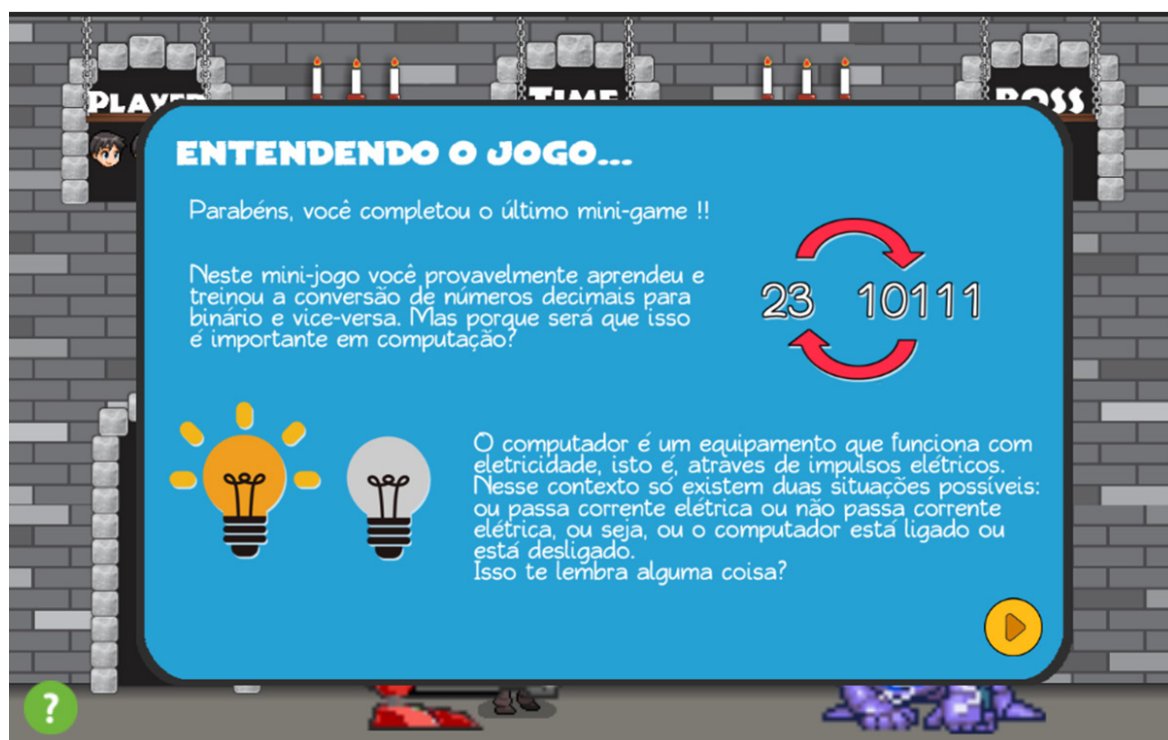 PLAYER
TIME
BOSS
ENTENDENDO O JOGO...
Parabéns, você completou o último mini-game !!
Neste mini-jogo você provavelmente aprendeu e
treinou a conversão de números decimais para
binário e vice-versa. Mas porque será que isso
é importante em computação?
23 10111
O computador é um equipamento que funciona com
eletricidade, isto é, através de impulsos elétricos.
Nesse contexto só existem duas situações possíveis:
ou passa corrente elétrica ou não passa corrente
elétrica, ou seja, ou o computador está ligado ou
está desligado.
Isso te lembra alguma coisa?
?